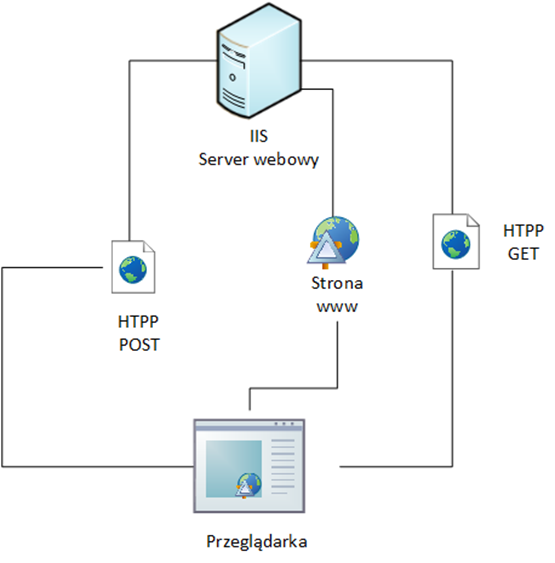 IIS
Server webowy
HTPP
GET
Strona
www
HTPP
POST
Przeglądarka